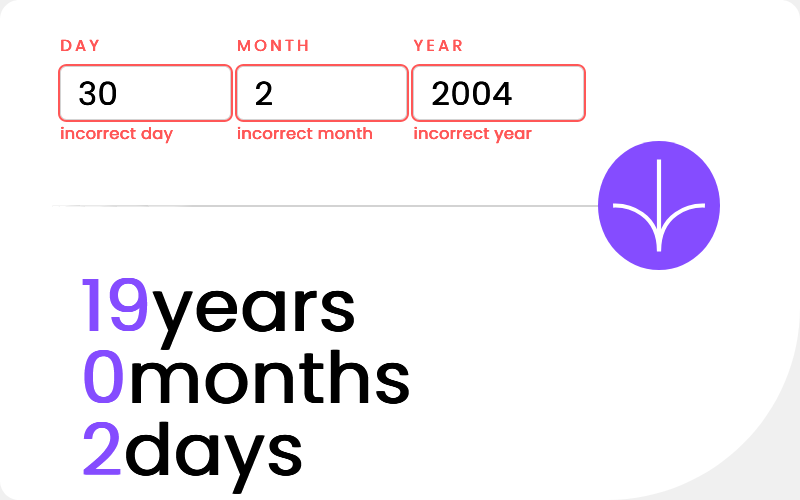 DAY MONTH YEAR
30 2 2004
incorrect day incorrect month incorrect year
19years
0months
2days